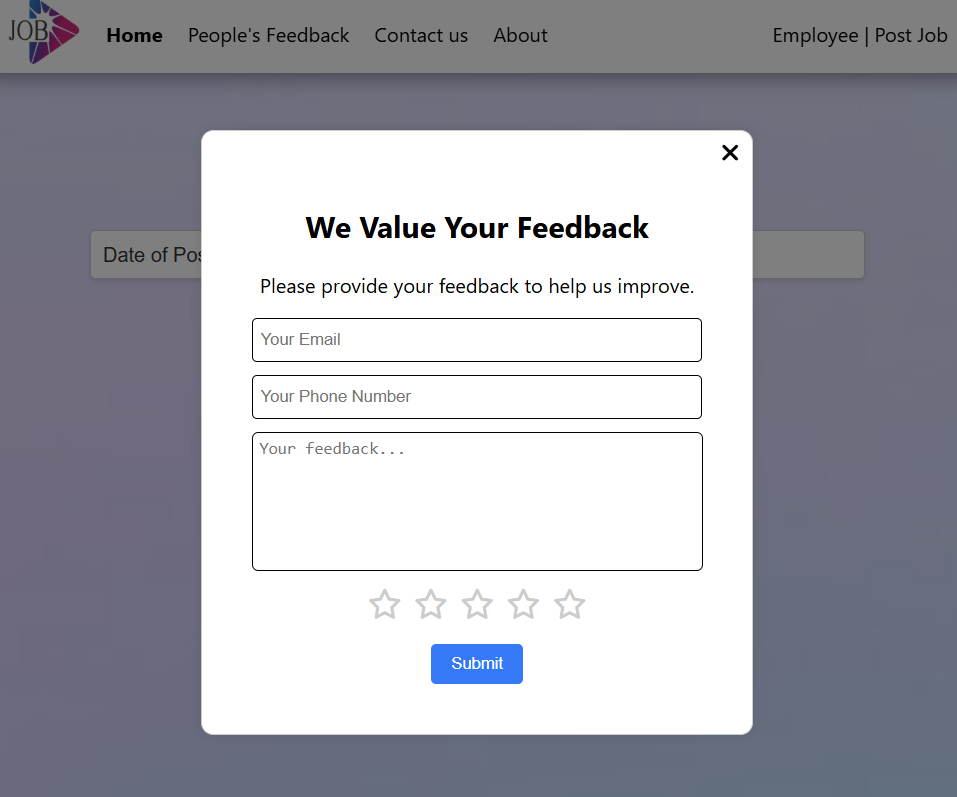 JOB
Home People's Feedback Contact us About Employee | Post Job
We Value Your Feedback
Date of Pos
Please provide your feedback to help us improve.
Your Email
Your Phone Number
Your feedback...
Submit